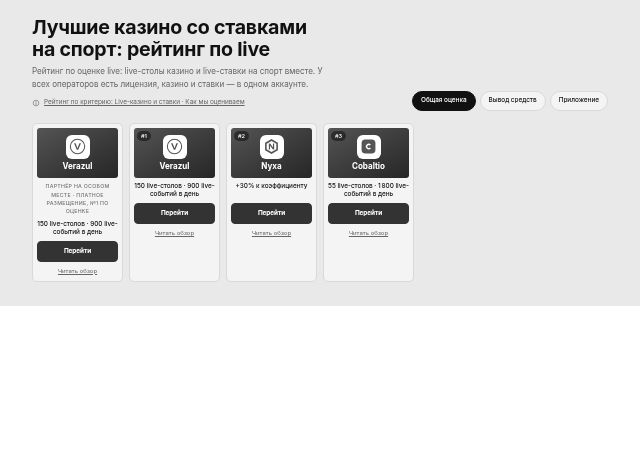 Лучшие казино со ставками
на спорт: рейтинг по live
Рейтинг по оценке live: live-столы казино и live-ставки на спорт вместе. У
всех операторов есть лицензия, казино и ставки — в одном аккаунте.
Рейтинг по критерию: Live-казино и ставки · Как мы оцениваем
Общая оценка
Вывод средств
Приложение
Verazul
ПАРТНЁР НА ОСОБОМ
МЕСТЕ · ПЛАТНОЕ
РАЗМЕЩЕНИЕ, №1 ПО
ОЦЕНКЕ
150 live-столов · 900 live-
событий в день
Перейти
Читать обзор
#1
Verazul
150 live-столов · 900 live-
событий в день
Перейти
Читать обзор
#2
Nyxa
+30% к коэффициенту
Перейти
Читать обзор
#3
Cobaltio
55 live-столов · 1 800 live-
событий в день
Перейти
Читать обзор